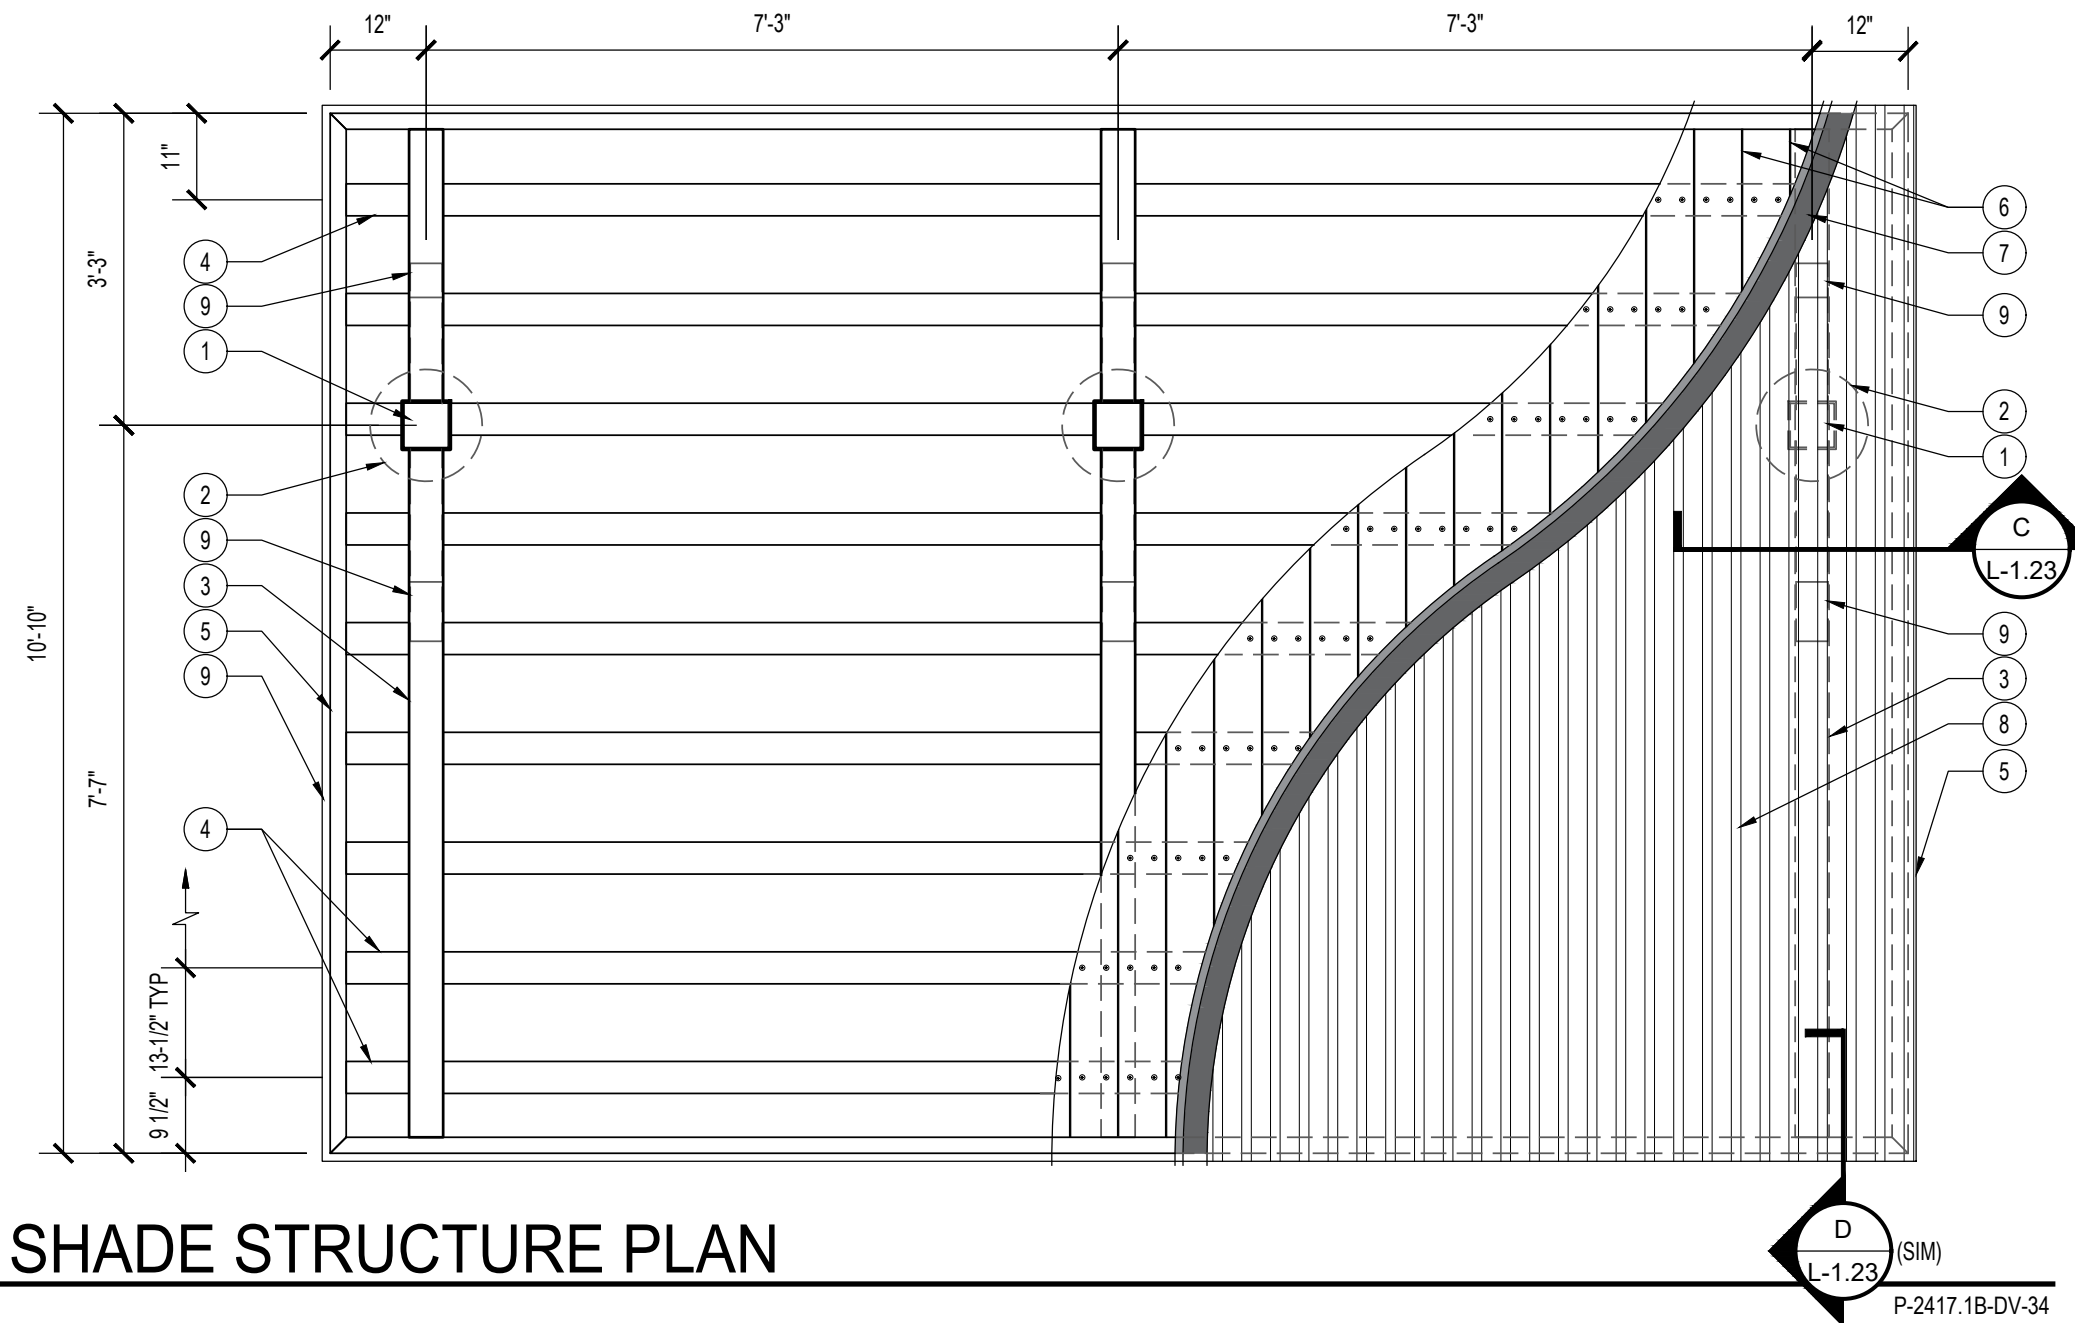 12" 7'-3" 7'-3" 12"
11"
3'-3"
10'-10"
7'-7"
13-1/2" TYP
9 1/2"
4
9
1
2
9
3
5
9
4
6
7
9
2
1
C
L-1.23
9
3
8
5
SHADE STRUCTURE PLAN
D
L-1.23
(SIM)
P-2417.1B-DV-34